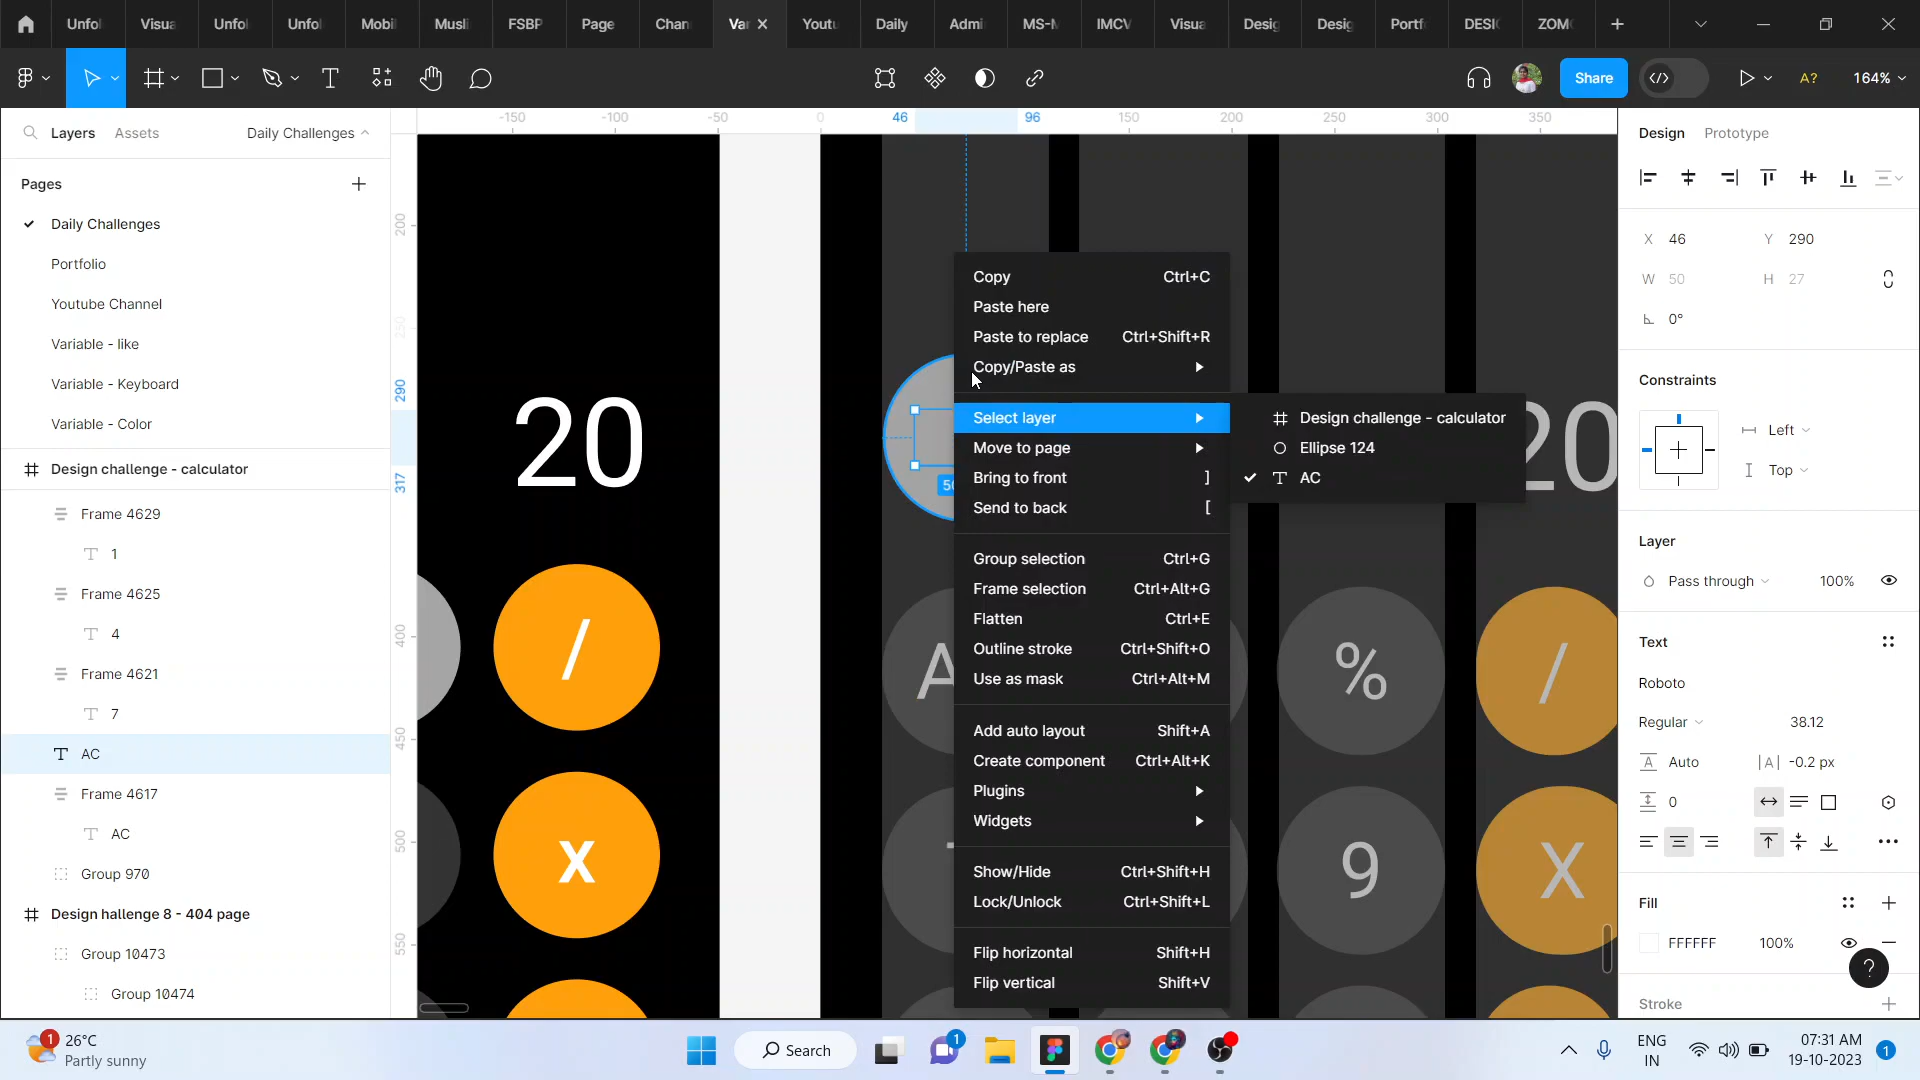 Unfo
Visua
Unfo
Unfo
Mobil
Musli
FSBP
Page
Chan
Var
Yout
Daily
Admi
MS-M
IMCV
Visua
Desig
Desig
Portf
DESI
ZOM
Share
A?
164%
Layers
Assets
Daily Challenges
Pages
Daily Challenges
Portfolio
Youtube Channel
Variable - like
Variable - Keyboard
Variable - Color
Design challenge - calculator
Frame 4629
1
Frame 4625
4
Frame 4621
7
AC
Frame 4617
AC
Group 970
Design hallenge 8 - 404 page
Group 10473
Group 10474
-150
-100
-50
0
46
96
150
200
250
300
350
200
250
290
317
400
450
500
550
20
/
x
50
A
%
9
20
/
X
Copy Ctrl+C
Paste here
Paste to replace Ctrl+Shift+R
Copy/Paste as
Select layer
Move to page
Bring to front ]
Send to back [
Group selection Ctrl+G
Frame selection Ctrl+Alt+G
Flatten Ctrl+E
Outline stroke Ctrl+Shift+O
Use as mask Ctrl+Alt+M
Add auto layout Shift+A
Create component Ctrl+Alt+K
Plugins
Widgets
Show/Hide Ctrl+Shift+H
Lock/Unlock Ctrl+Shift+L
Flip horizontal Shift+H
Flip vertical Shift+V
Design challenge - calculator
Ellipse 124
AC
Design
Prototype
X 46 Y 290
W 50 H 27
0°
Constraints
Left
Top
Layer
Pass through 100%
Text
Roboto
Regular 38.12
Auto -0.2 px
0
Fill
FFFFFF 100%
?
Stroke
1
26°C
Partly sunny
Search
1
ENG
IN
07:31 AM
19-10-2023
1